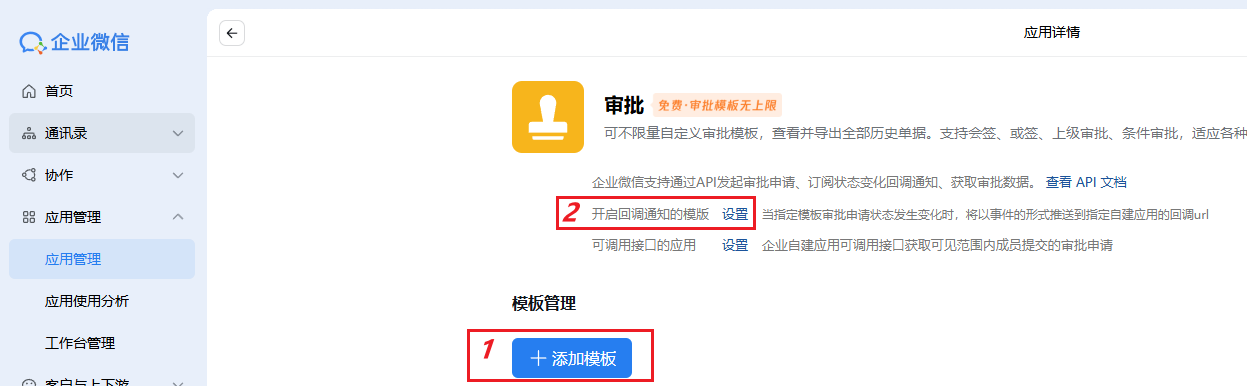 企业微信
应用详情
首页
通讯录
协作
应用管理
应用管理
应用使用分析
工作台管理
客户与上下游
审批 免费·审批模板无上限
可不限量自定义审批模板，查看并导出全部历史单据。支持会签、或签、上级审批、条件审批，适应各种
企业微信支持通过API发起审批申请、订阅状态变化回调通知、获取审批数据。 查看 API 文档
2 开启回调通知的模版 设置 当指定模板审批申请状态发生变化时，将以事件的形式推送到指定自建应用的回调url
可调用接口的应用 设置 企业自建应用可调用接口获取可见范围内成员提交的审批申请
模板管理
1 添加模板